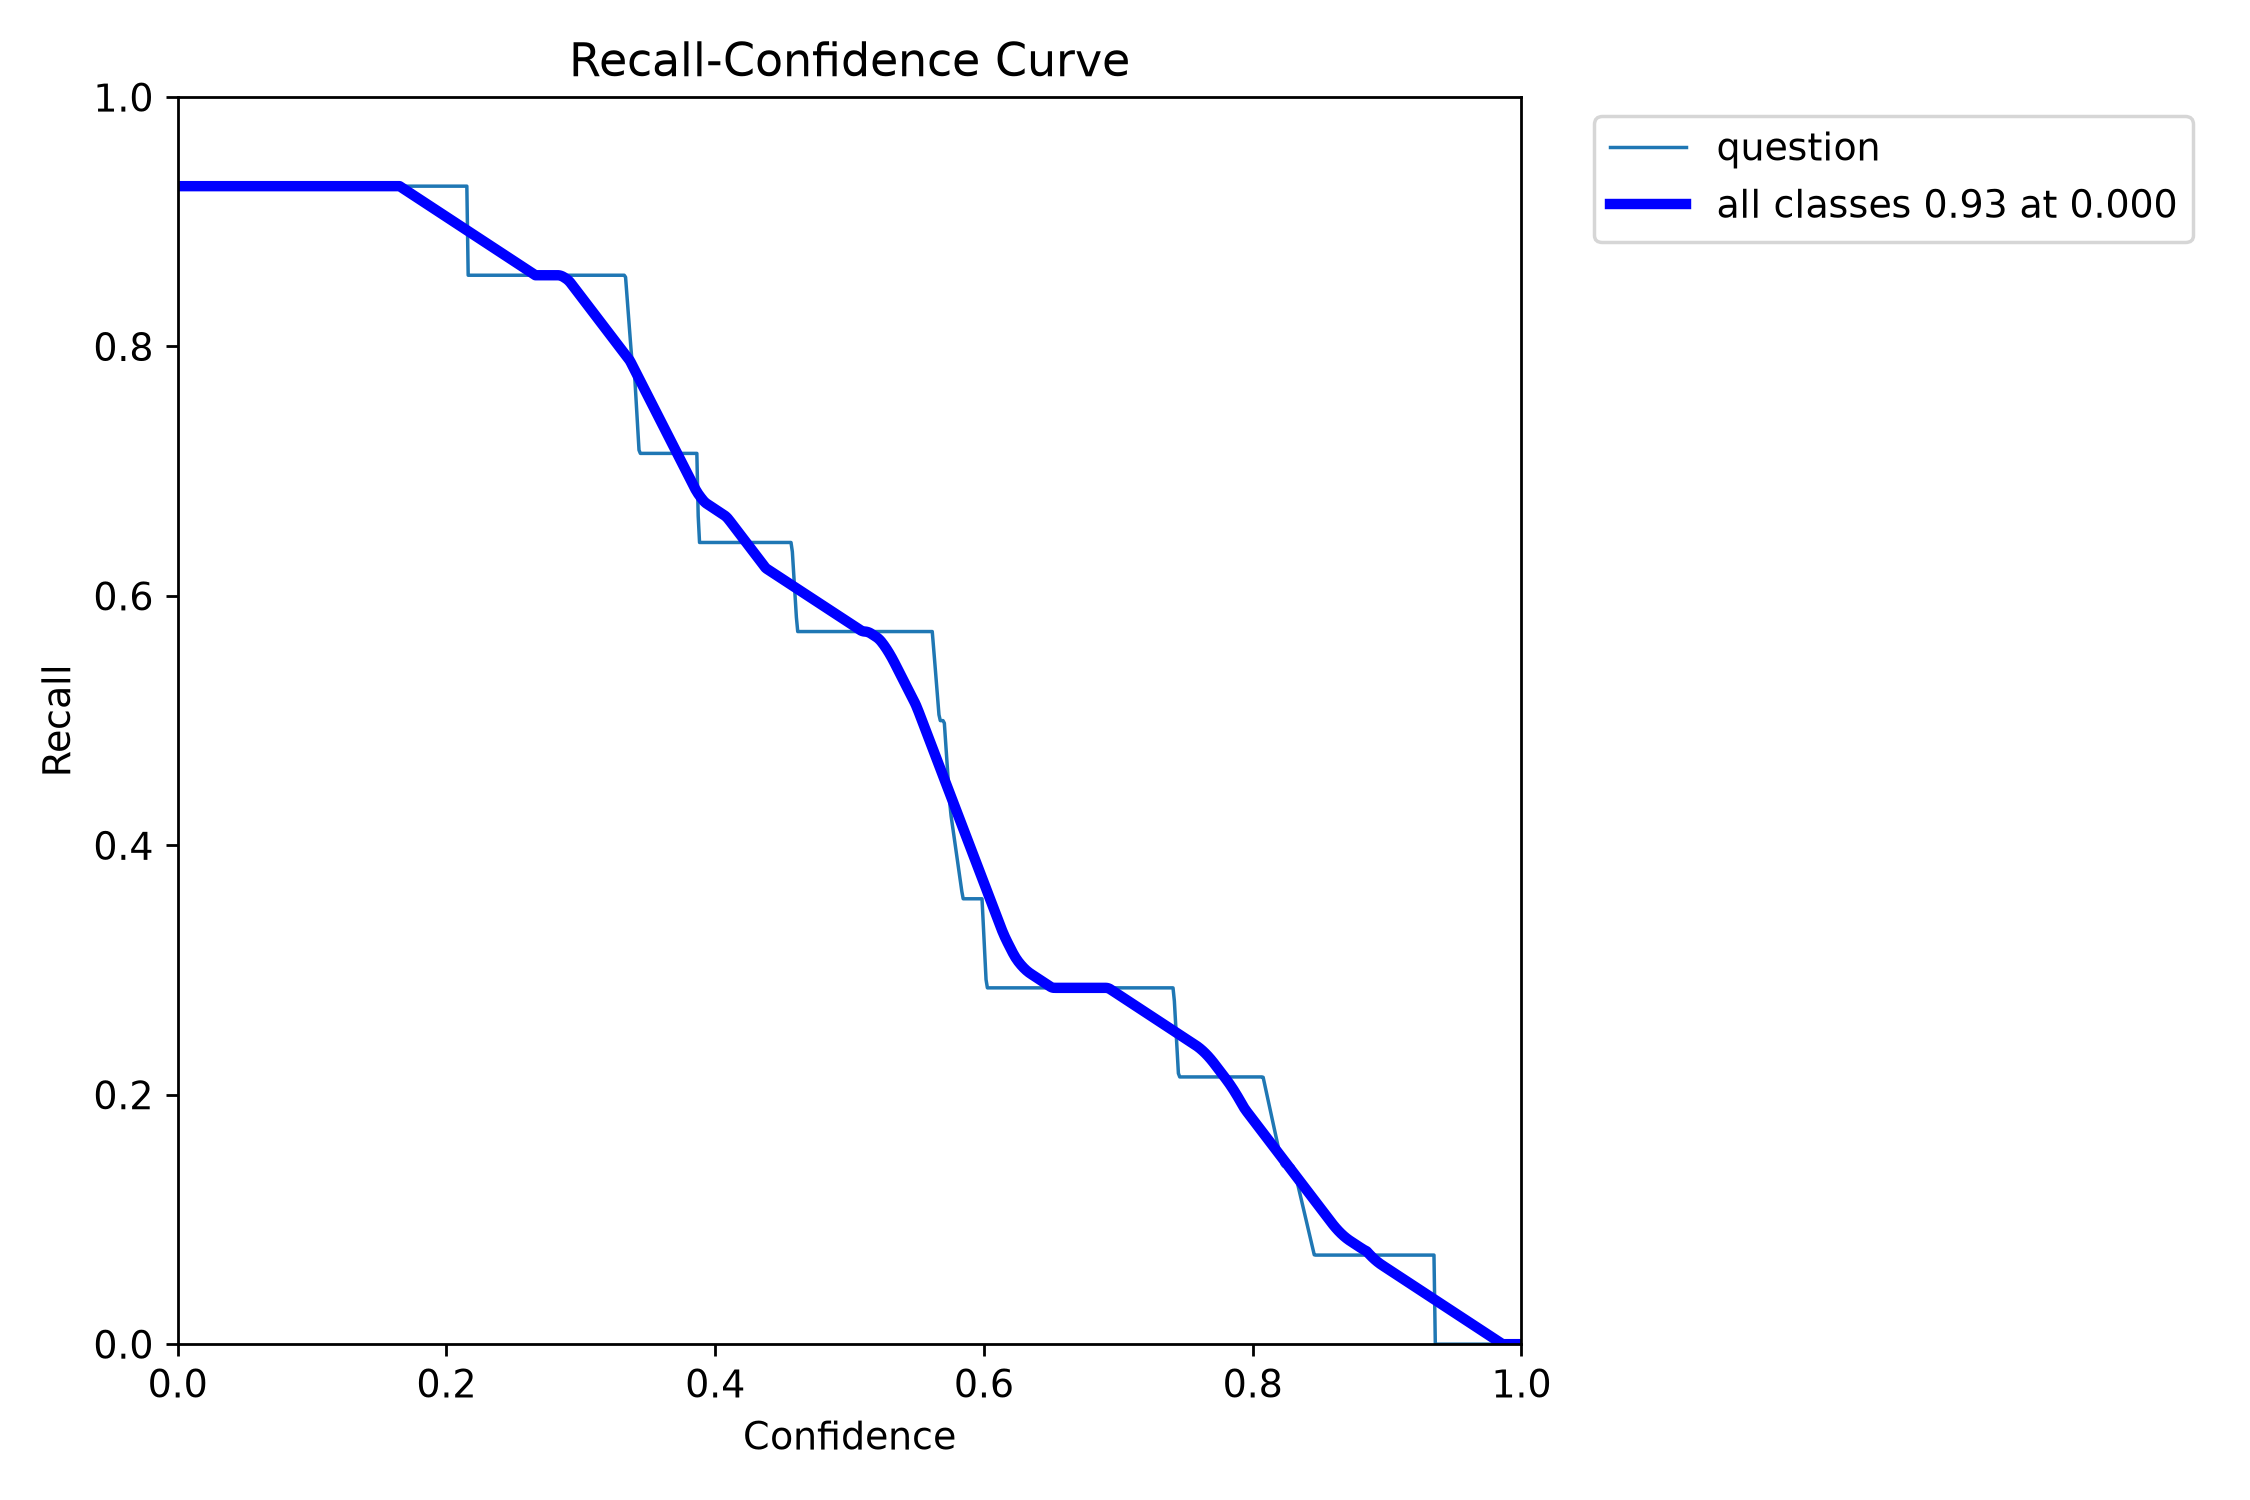 Recall-Confidence Curve
1.0
0.8
0.6
0.4
0.2
0.0
Recall
0.0 0.2 0.4 0.6 0.8 1.0
Confidence
question
all classes 0.93 at 0.000